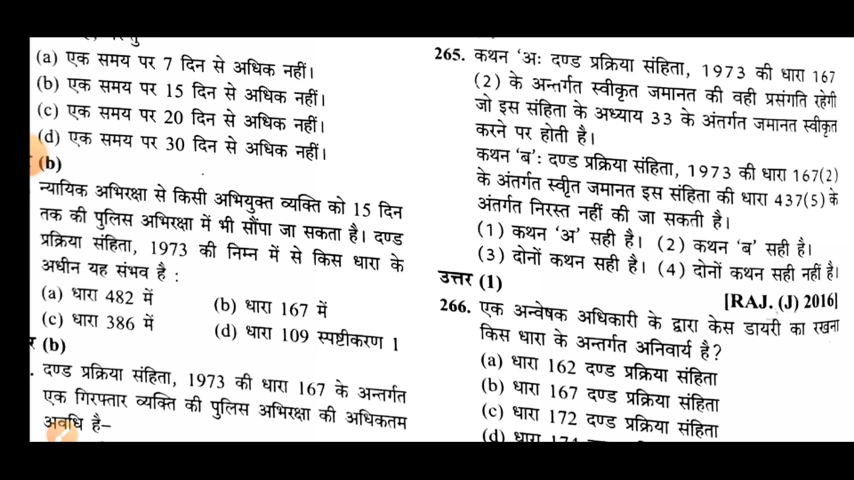 (a) एक समय पर 7 दिन से अधिक नहीं।
(b) एक समय पर 15 दिन से अधिक नहीं।
(c) एक समय पर 20 दिन से अधिक नहीं।
(d) एक समय पर 30 दिन से अधिक नहीं।
(b)
न्यायिक अभिरक्षा से किसी अभियुक्त व्यक्ति को 15 दिन
तक की पुलिस अभिरक्षा में भी सौंपा जा सकता है। दण्ड
प्रक्रिया संहिता, 1973 की निम्न में से किस धारा के
अधीन यह संभव है :
(a) धारा 482 में (b) धारा 167 में
(c) धारा 386 में (d) धारा 109 स्पष्टीकरण 1
र (b)
. दण्ड प्रक्रिया संहिता, 1973 की धारा 167 के अन्तर्गत
एक गिरफ्तार व्यक्ति की पुलिस अभिरक्षा की अधिकतम
अवधि है–
265. कथन ‘अः दण्ड प्रक्रिया संहिता, 1973 की धारा 167
(2) के अन्तर्गत स्वीकृत जमानत की वही प्रसंगति रहेगी
जो इस संहिता के अध्याय 33 के अंतर्गत जमानत स्वीकृत
करने पर होती है।
कथन ‘ब’: दण्ड प्रक्रिया संहिता, 1973 की धारा 167(2)
के अंतर्गत स्वीृत जमानत इस संहिता की धारा 437(5) के
अंतर्गत निरस्त नहीं की जा सकती है।
(1) कथन ‘अ’ सही है। (2) कथन ‘ब’ सही है।
(3) दोनों कथन सही है। (4) दोनों कथन सही नहीं है।
उत्तर (1)
[RAJ. (J) 2016]
266. एक अन्वेषक अधिकारी के द्वारा केस डायरी का रखना
किस धारा के अन्तर्गत अनिवार्य है?
(a) धारा 162 दण्ड प्रक्रिया संहिता
(b) धारा 167 दण्ड प्रक्रिया संहिता
(c) धारा 172 दण्ड प्रक्रिया संहिता
(d) धारा 174